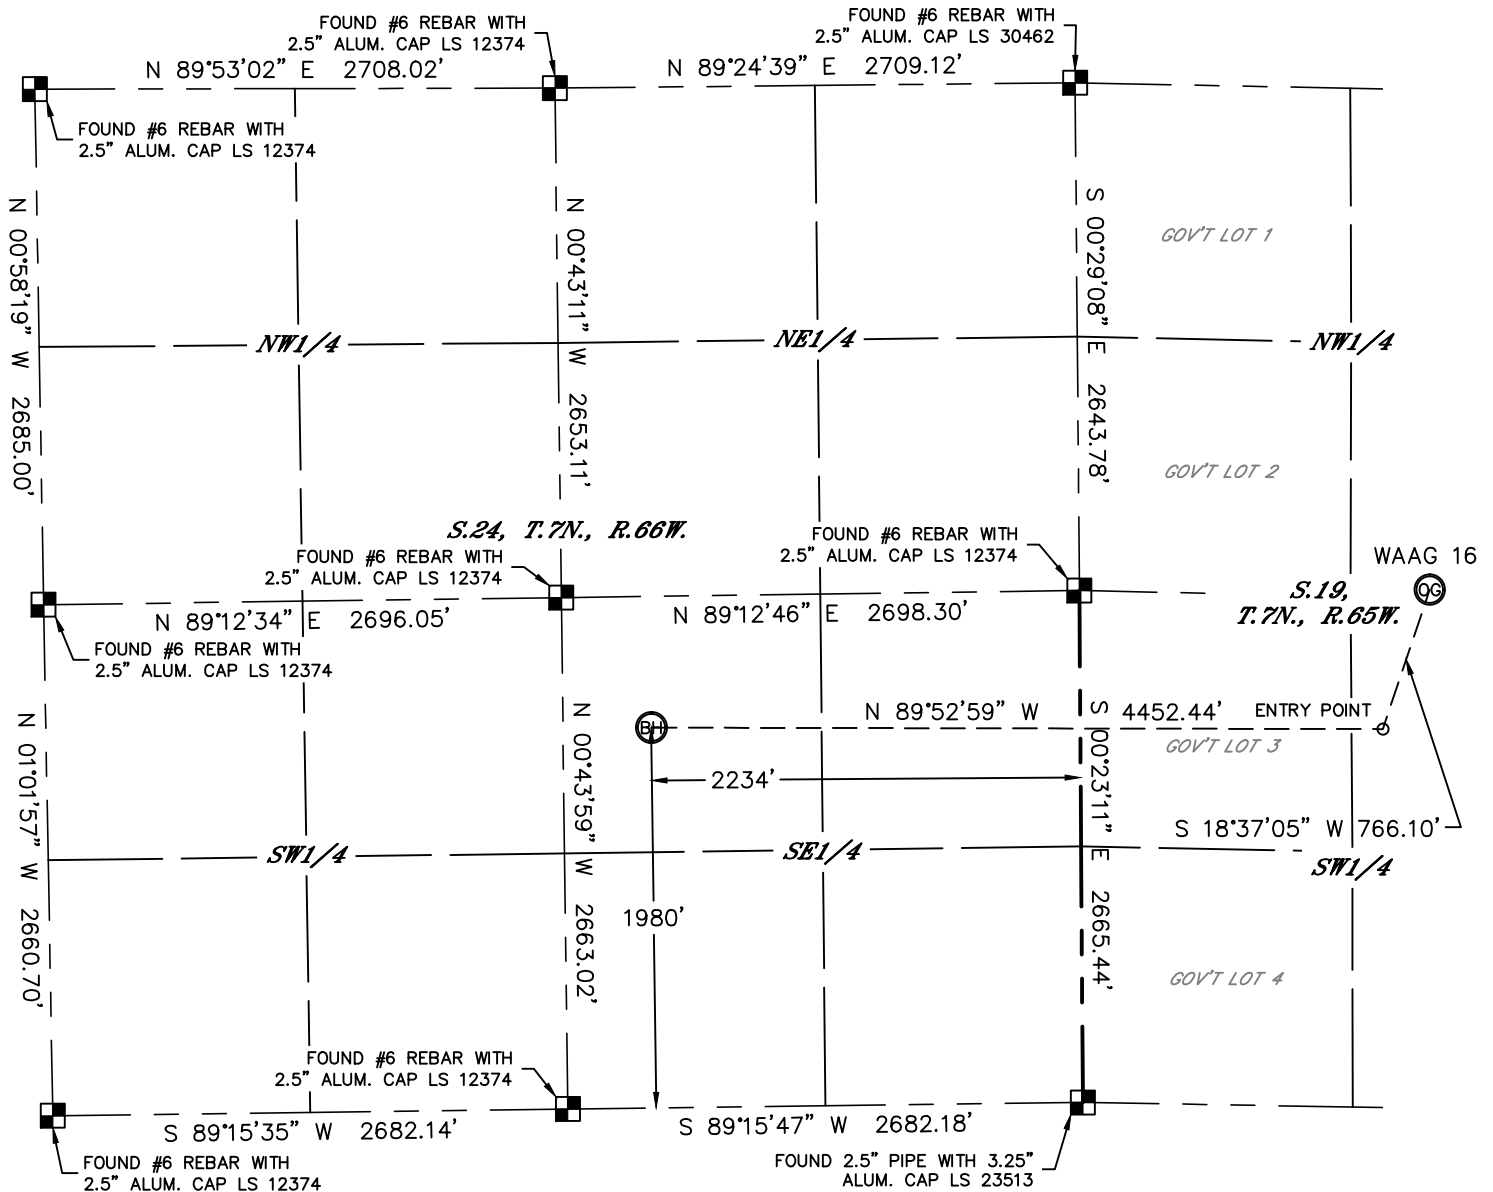 FOUND #6 REBAR WITH
2.5" ALUM. CAP LS 12374
FOUND #6 REBAR WITH
2.5" ALUM. CAP LS 30462
N 89°53'02" E 2708.02'
N 89°24'39" E 2709.12'
FOUND #6 REBAR WITH
2.5" ALUM. CAP LS 12374
N 00°58'19" W 2685.00'
N 00°43'11" W 2653.11'
S 00°29'08" E 2643.78'
GOV'T LOT 1
NW1/4
NE1/4
NW1/4
GOV'T LOT 2
S.24, T.7N., R.66W.
FOUND #6 REBAR WITH
2.5" ALUM. CAP LS 12374
FOUND #6 REBAR WITH
2.5" ALUM. CAP LS 12374
WAAG 16
OG
S.19,
T.7N., R.65W.
N 89°12'34" E 2696.05'
N 89°12'46" E 2698.30'
FOUND #6 REBAR WITH
2.5" ALUM. CAP LS 12374
N 01°01'57" W 2660.70'
N 00°43'59" W 2663.02'
S 00°23'11" E 2665.44'
BH
N 89°52'59" W 4452.44'
ENTRY POINT
GOV'T LOT 3
2234'
S 18°37'05" W 766.10'
SW1/4
SE1/4
SW1/4
1980'
GOV'T LOT 4
FOUND #6 REBAR WITH
2.5" ALUM. CAP LS 12374
S 89°15'35" W 2682.14'
S 89°15'47" W 2682.18'
FOUND #6 REBAR WITH
2.5" ALUM. CAP LS 12374
FOUND 2.5" PIPE WITH 3.25"
ALUM. CAP LS 23513